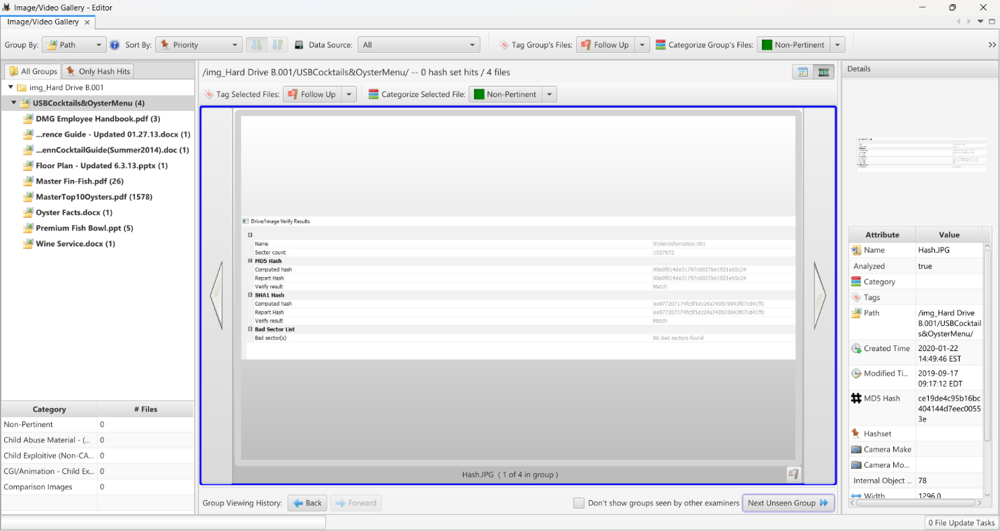 Image/Video Gallery - Editor
Image/Video Gallery
Group By: Path Sort By: Priority Data Source: All Tag Group's Files: Follow Up Categorize Group's Files: Non-Pertinent
All Groups Only Hash Hits
img_Hard Drive B.001
USBCocktails&OysterMenu (4)
DMG Employee Handbook.pdf (3)
...rence Guide - Updated 01.27.13.docx (1)
...ennCocktailGuide(Summer2014).doc (1)
Floor Plan - Updated 6.3.13.pptx (1)
Master Fin-Fish.pdf (26)
MasterTop10Oysters.pdf (1578)
Oyster Facts.docx (1)
Premium Fish Bowl.ppt (5)
Wine Service.docx (1)
Category # Files
Non-Pertinent 0
Child Abuse Material - (... 0
Child Exploitive (Non-CA... 0
CGI/Animation - Child Ex... 0
Comparison Images 0
/img_Hard Drive B.001/USBCocktails&OysterMenu/ -- 0 hash set hits / 4 files
Tag Selected Files: Follow Up Categorize Selected File: Non-Pertinent
Drive/Image Verify Results
Name StolenInformation.001
Sector count 1027072
MD5 Hash
Computed hash 88a0f814de31797c6927be1921eb5c24
Report Hash 88a0f814de31797c6927be1921eb5c24
Verify result Match
SHA1 Hash
Computed hash ee977207174fc5f1dc24a749570943f07cd41ffc
Report Hash ee977207174fc5f1dc24a749570943f07cd41ffc
Verify result Match
Bad Sector List
Bad sector(s) No bad sectors found
Hash.JPG ( 1 of 4 in group )
Group Viewing History: Back Forward Don't show groups seen by other examiners Next Unseen Group
Details
Attribute Value
Name Hash.JPG
Analyzed true
Category
Tags
Path /img_Hard Drive
B.001/USBCocktail
s&OysterMenu/
Created Time 2020-01-22
14:49:46 EST
Modified Ti... 2019-09-17
09:17:12 EDT
MD5 Hash ce19de4c95b16bc
404144d7eec0055
3e
Hashset
Camera Make
Camera Mo...
Internal Object ... 78
Width 1296.0
0 File Update Tasks